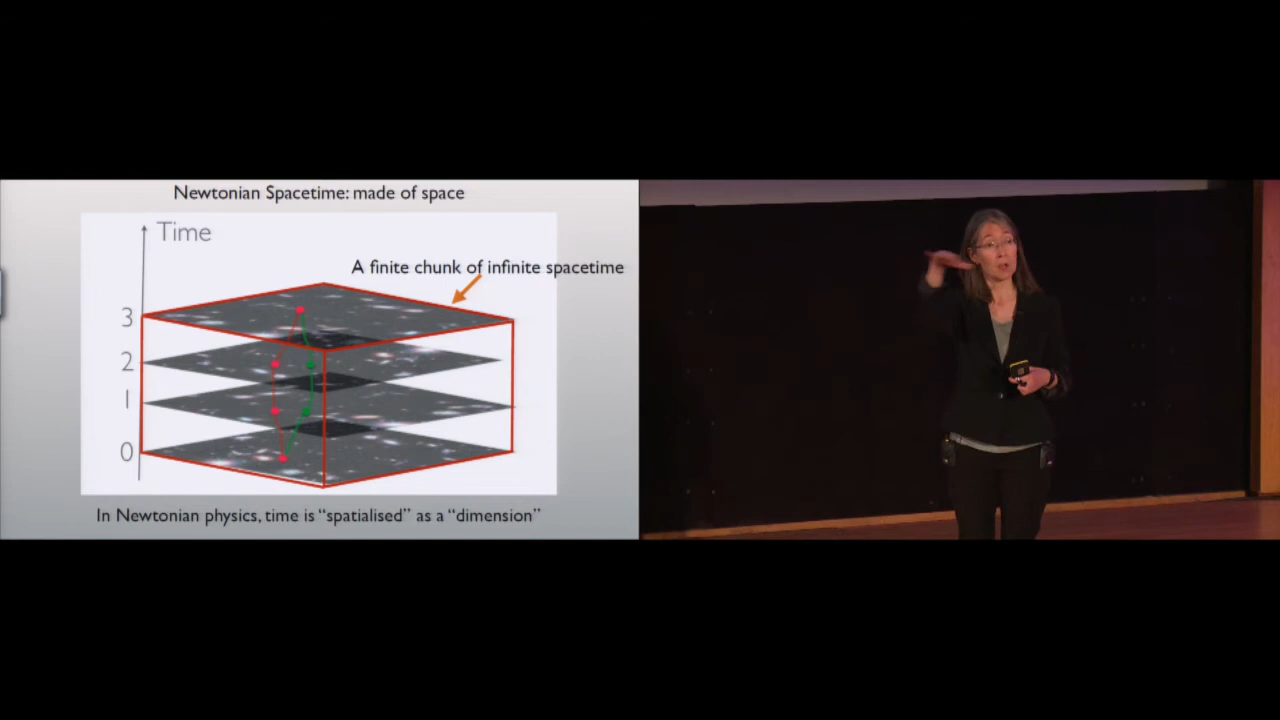 Newtonian Spacetime: made of space
Time
A finite chunk of infinite spacetime
3
2
1
0
In Newtonian physics, time is “spatialised” as a “dimension”